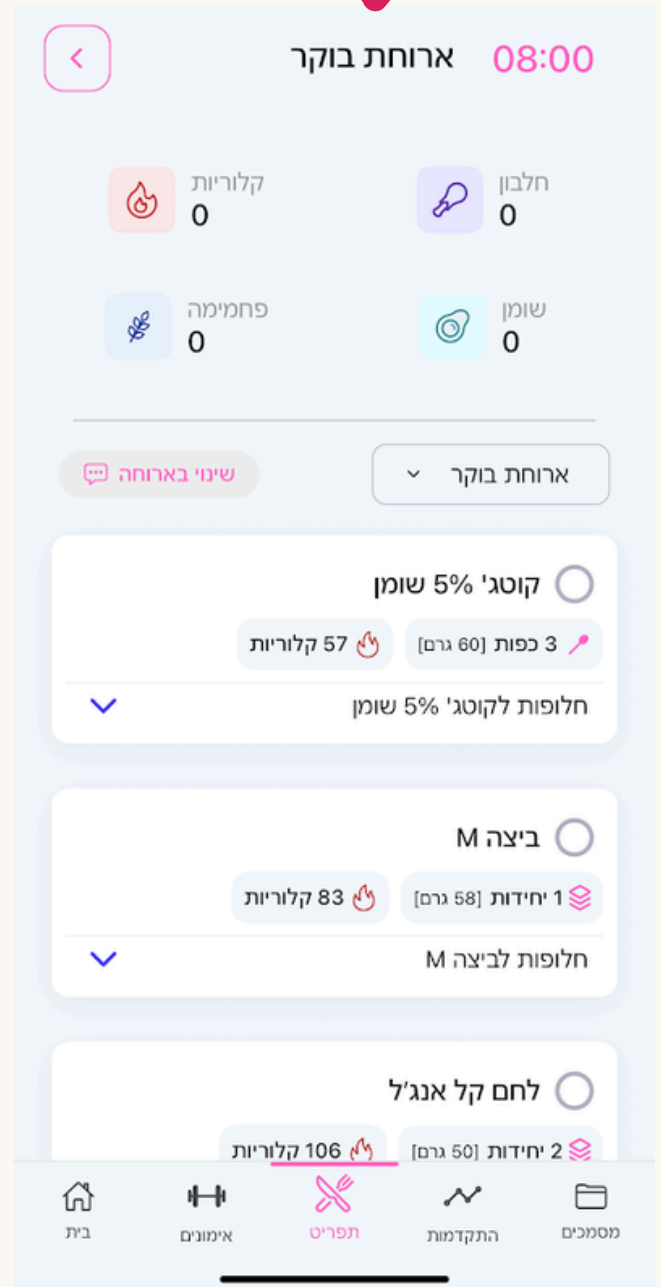 08:00 ארוחת בוקר
חלבון
0
קלוריות
0
שומן
0
פחמימה
0
ארוחת בוקר
שינוי בארוחה
קוטג' 5% שומן
3 כפות [60 גרם] 57 קלוריות
חלופות לקוטג' 5% שומן
ביצה M
1 יחידות [58 גרם] 83 קלוריות
חלופות לביצה M
לחם קל אנג'ל
2 יחידות [50 גרם] 106 קלוריות
מסמכים התקדמות תפריט אימונים בית